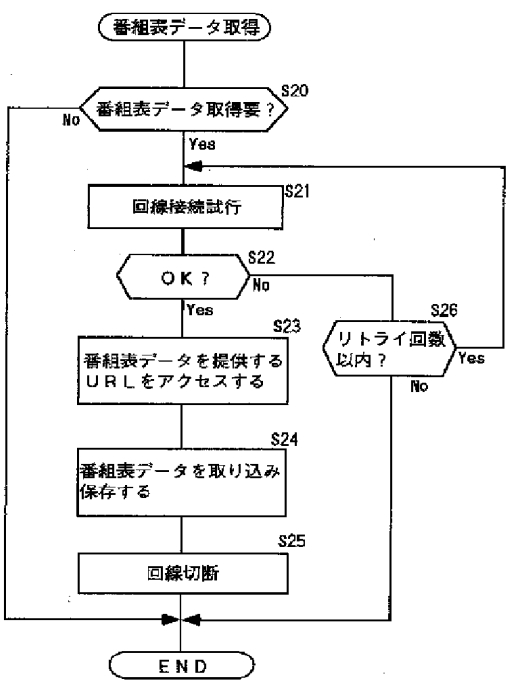 番組表データ取得
S20
番組表データ取得要？
No
Yes
S21
回線接続試行
S22
OK？
No
Yes
S26
リトライ回数
以内？
Yes
No
S23
番組表データを提供する
URLをアクセスする
S24
番組表データを取り込み
保存する
S25
回線切断
END